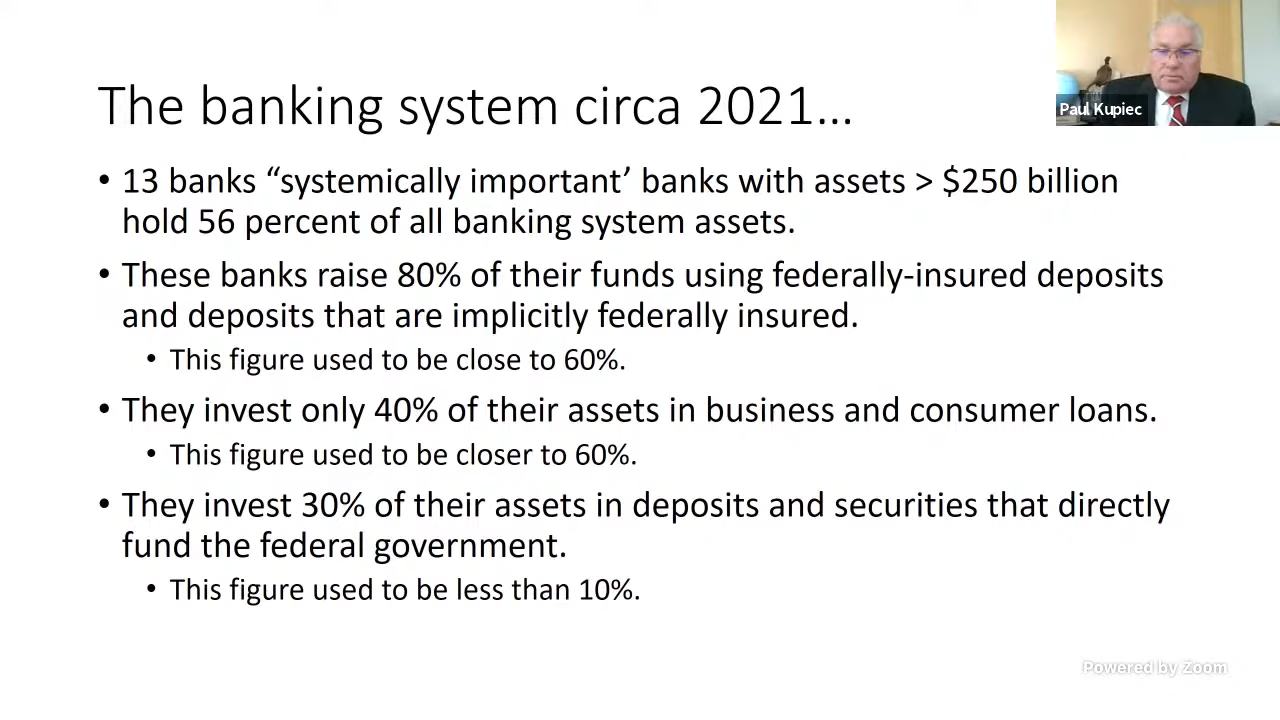 The banking system circa 2021...
Paul Kupiec
• 13 banks “systemically important’ banks with assets > $250 billion
hold 56 percent of all banking system assets.
• These banks raise 80% of their funds using federally-insured deposits
and deposits that are implicitly federally insured.
• This figure used to be close to 60%.
• They invest only 40% of their assets in business and consumer loans.
• This figure used to be closer to 60%.
• They invest 30% of their assets in deposits and securities that directly
fund the federal government.
• This figure used to be less than 10%.
Powered by Zoom